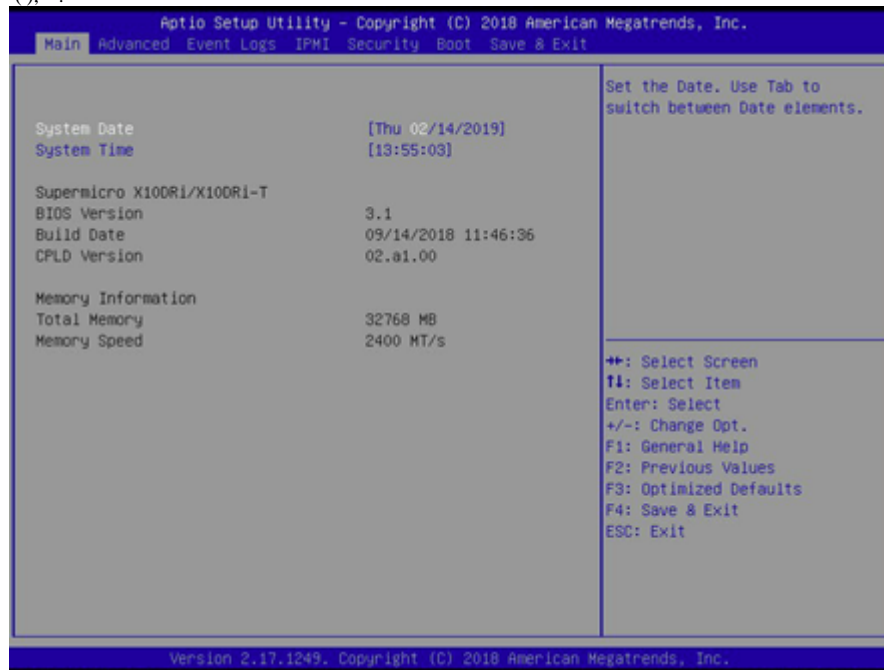 Aptio Setup Utility – Copyright (C) 2018 American Megatrends, Inc.
Main Advanced Event Logs IPMI Security Boot Save & Exit
System Date [Thu 02/14/2019]
System Time [13:55:03]
Supermicro X10DRi/X10DRi-T
BIOS Version 3.1
Build Date 09/14/2018 11:46:36
CPLD Version 02.a1.00
Memory Information
Total Memory 32768 MB
Memory Speed 2400 MT/s
Set the Date. Use Tab to
switch between Date elements.
→←: Select Screen
↑↓: Select Item
Enter: Select
+/-: Change Opt.
F1: General Help
F2: Previous Values
F3: Optimized Defaults
F4: Save & Exit
ESC: Exit
Version 2.17.1249. Copyright (C) 2018 American Megatrends, Inc.